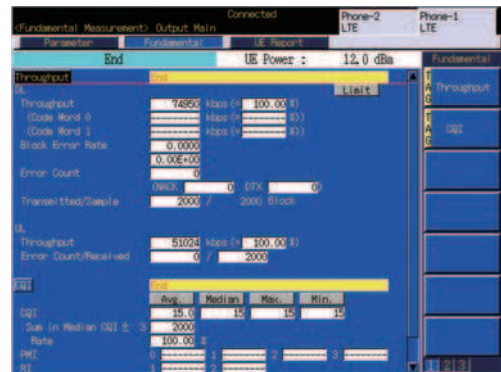 Connected
<Fundamental Measurement> Output Main
Phone-2
LTE
Phone-1
LTE
Parameter Fundamental UE Report
End UE Power : 12.0 dBm
Fundamental
Throughput End
DL Limit
Throughput 74950 kbps (= 100.00 %)
(Code Word 0 -------- kbps (= -------- %))
(Code Word 1 -------- kbps (= -------- %))
Block Error Rate 0.0000
0.00E+00
Error Count 0
(NACK 0 DTX 0)
Transmitted/Sample 2000 / 2000 Block
UL
Throughput 51024 kbps (= 100.00 %)
Error Count/Received 0 / 2000
CQI End
Avg. Median Max. Min.
CQI 15.0 15 15 15
Sum in Median CQI ± 3 2000
Rate 100.00 %
PMI 0 -------- 1 -------- 2 -------- 3 --------
RI 1 -------- 2 --------
TAG Throughput
TAG CQI
1 2 3